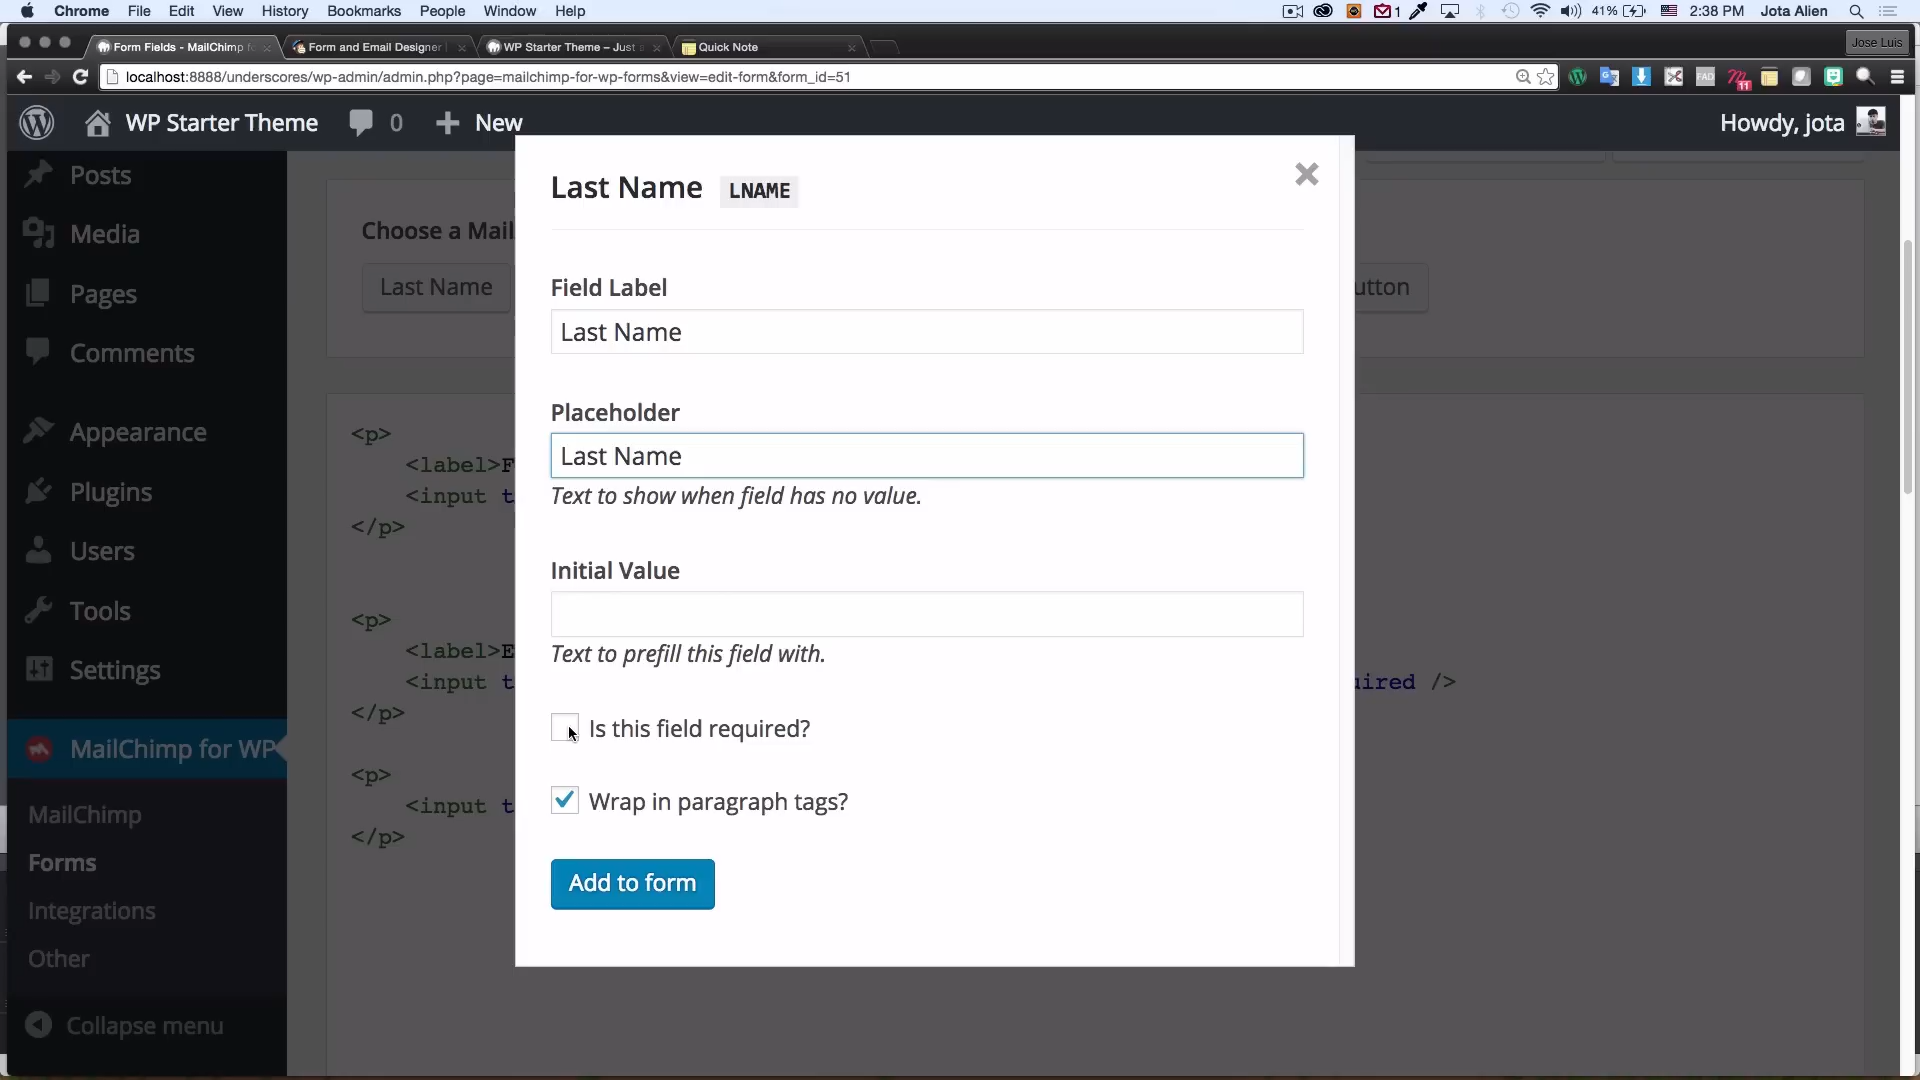 Chrome File Edit View History Bookmarks People Window Help 1 41% 2:38 PM Jota Alien
Form Fields - MailChimp fo Form and Email Designer WP Starter Theme – Just Quick Note Jose Luis
localhost:8888/underscores/wp-admin/admin.php?page=mailchimp-for-wp-forms&view=edit-form&form_id=51 FAD 11
WP Starter Theme 0 New Howdy, jota
Posts
Media
Pages
Comments
Appearance
Plugins
Users
Tools
Settings
MailChimp for WP
MailChimp
Forms
Integrations
Other
Collapse menu
Choose a Mail
Last Name
utton
<p>
<label>F
<input t
</p>
<p>
<label>E
<input t
uired />
</p>
<p>
<input t
</p>
Last Name LNAME
Field Label
Last Name
Placeholder
Last Name
Text to show when field has no value.
Initial Value
Text to prefill this field with.
Is this field required?
Wrap in paragraph tags?
Add to form